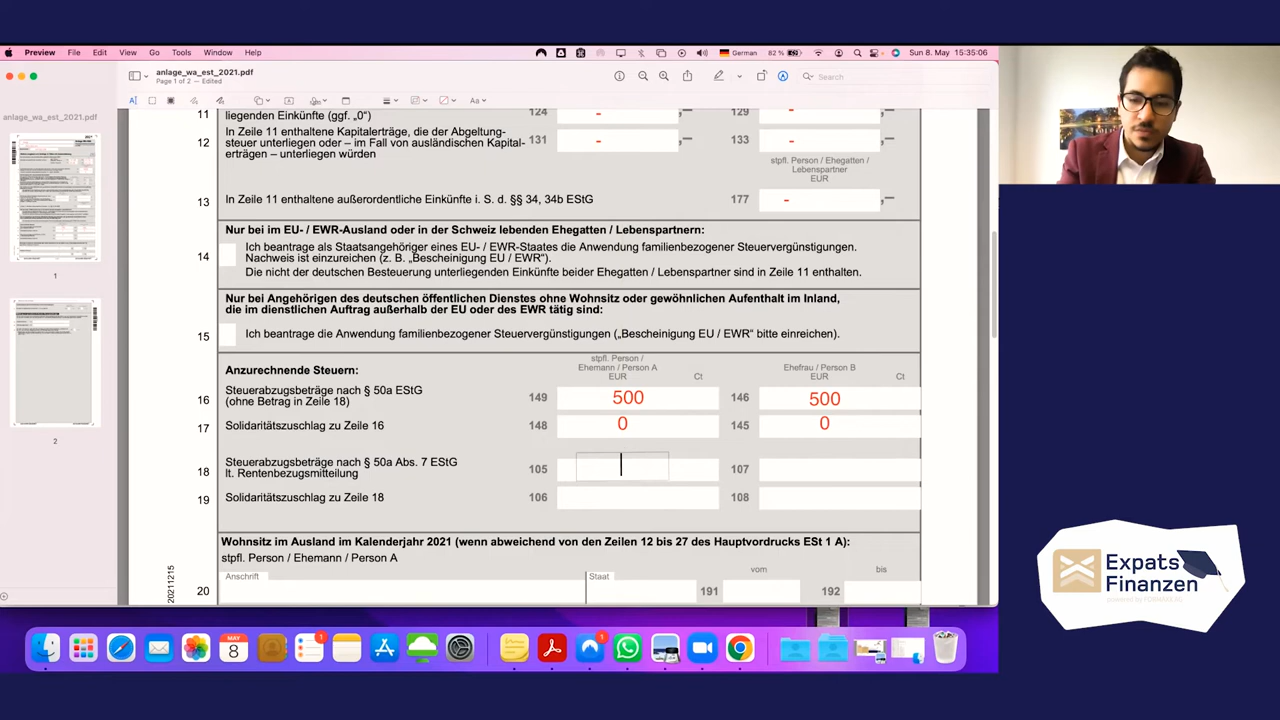 Preview File Edit View Go Tools Window Help German 82 % Sun 8. May 15:35:06
anlage_wa_est_2021.pdf
Page 1 of 2 – Edited
Search
Aa
anlage_wa_est_2021.pdf
1
2
11 liegenden Einkünfte (ggf. „0") 124 - ,— 129 - ,—
12 In Zeile 11 enthaltene Kapitalerträge, die der Abgeltung-
steuer unterliegen oder – im Fall von ausländischen Kapital-
erträgen – unterliegen würden 131 - ,— 133 - ,—
stpfl. Person / Ehegatten /
Lebenspartner
EUR
13 In Zeile 11 enthaltene außerordentliche Einkünfte i. S. d. §§ 34, 34b EStG 177 - ,—
Nur bei im EU- / EWR-Ausland oder in der Schweiz lebenden Ehegatten / Lebenspartnern:
14 Ich beantrage als Staatsangehöriger eines EU- / EWR-Staates die Anwendung familienbezogener Steuervergünstigungen.
Nachweis ist einzureichen (z. B. „Bescheinigung EU / EWR").
Die nicht der deutschen Besteuerung unterliegenden Einkünfte beider Ehegatten / Lebenspartner sind in Zeile 11 enthalten.
Nur bei Angehörigen des deutschen öffentlichen Dienstes ohne Wohnsitz oder gewöhnlichen Aufenthalt im Inland,
die im dienstlichen Auftrag außerhalb der EU oder des EWR tätig sind:
15 Ich beantrage die Anwendung familienbezogener Steuervergünstigungen („Bescheinigung EU / EWR" bitte einreichen).
stpfl. Person /
Ehemann / Person A
EUR Ct
Ehefrau / Person B
EUR Ct
Anzurechnende Steuern:
16 Steuerabzugsbeträge nach § 50a EStG
(ohne Betrag in Zeile 18) 149 500 146 500
17 Solidaritätszuschlag zu Zeile 16 148 0 145 0
18 Steuerabzugsbeträge nach § 50a Abs. 7 EStG
lt. Rentenbezugsmitteilung 105 107
19 Solidaritätszuschlag zu Zeile 18 106 108
Wohnsitz im Ausland im Kalenderjahr 2021 (wenn abweichend von den Zeilen 12 bis 27 des Hauptvordrucks ESt 1 A):
stpfl. Person / Ehemann / Person A
vom bis
20 Anschrift Staat 191 192
20211215
MAY
8
1
1
Expats
Finanzen